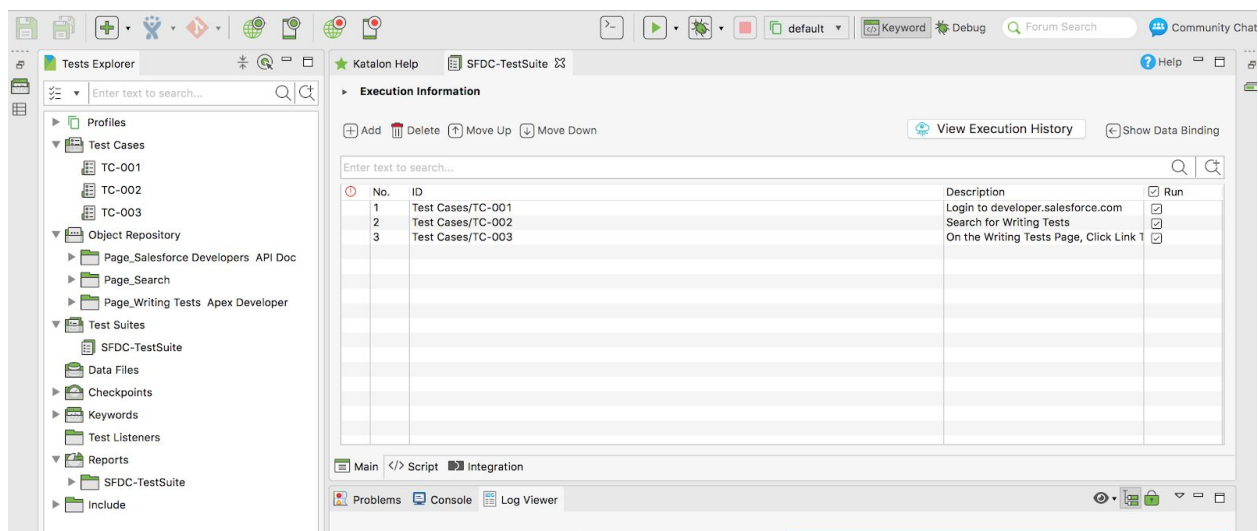 default
Keyword
Debug
Forum Search
Community Chat
Tests Explorer
Enter text to search...
Profiles
Test Cases
TC-001
TC-002
TC-003
Object Repository
Page_Salesforce Developers API Doc
Page_Search
Page_Writing Tests Apex Developer
Test Suites
SFDC-TestSuite
Data Files
Checkpoints
Keywords
Test Listeners
Reports
SFDC-TestSuite
Include
Katalon Help
SFDC-TestSuite
Help
Execution Information
Add Delete Move Up Move Down
View Execution History
Show Data Binding
Enter text to search...
No. ID Description Run
1 Test Cases/TC-001 Login to developer.salesforce.com
2 Test Cases/TC-002 Search for Writing Tests
3 Test Cases/TC-003 On the Writing Tests Page, Click Link T
Main </> Script Integration
Problems Console Log Viewer